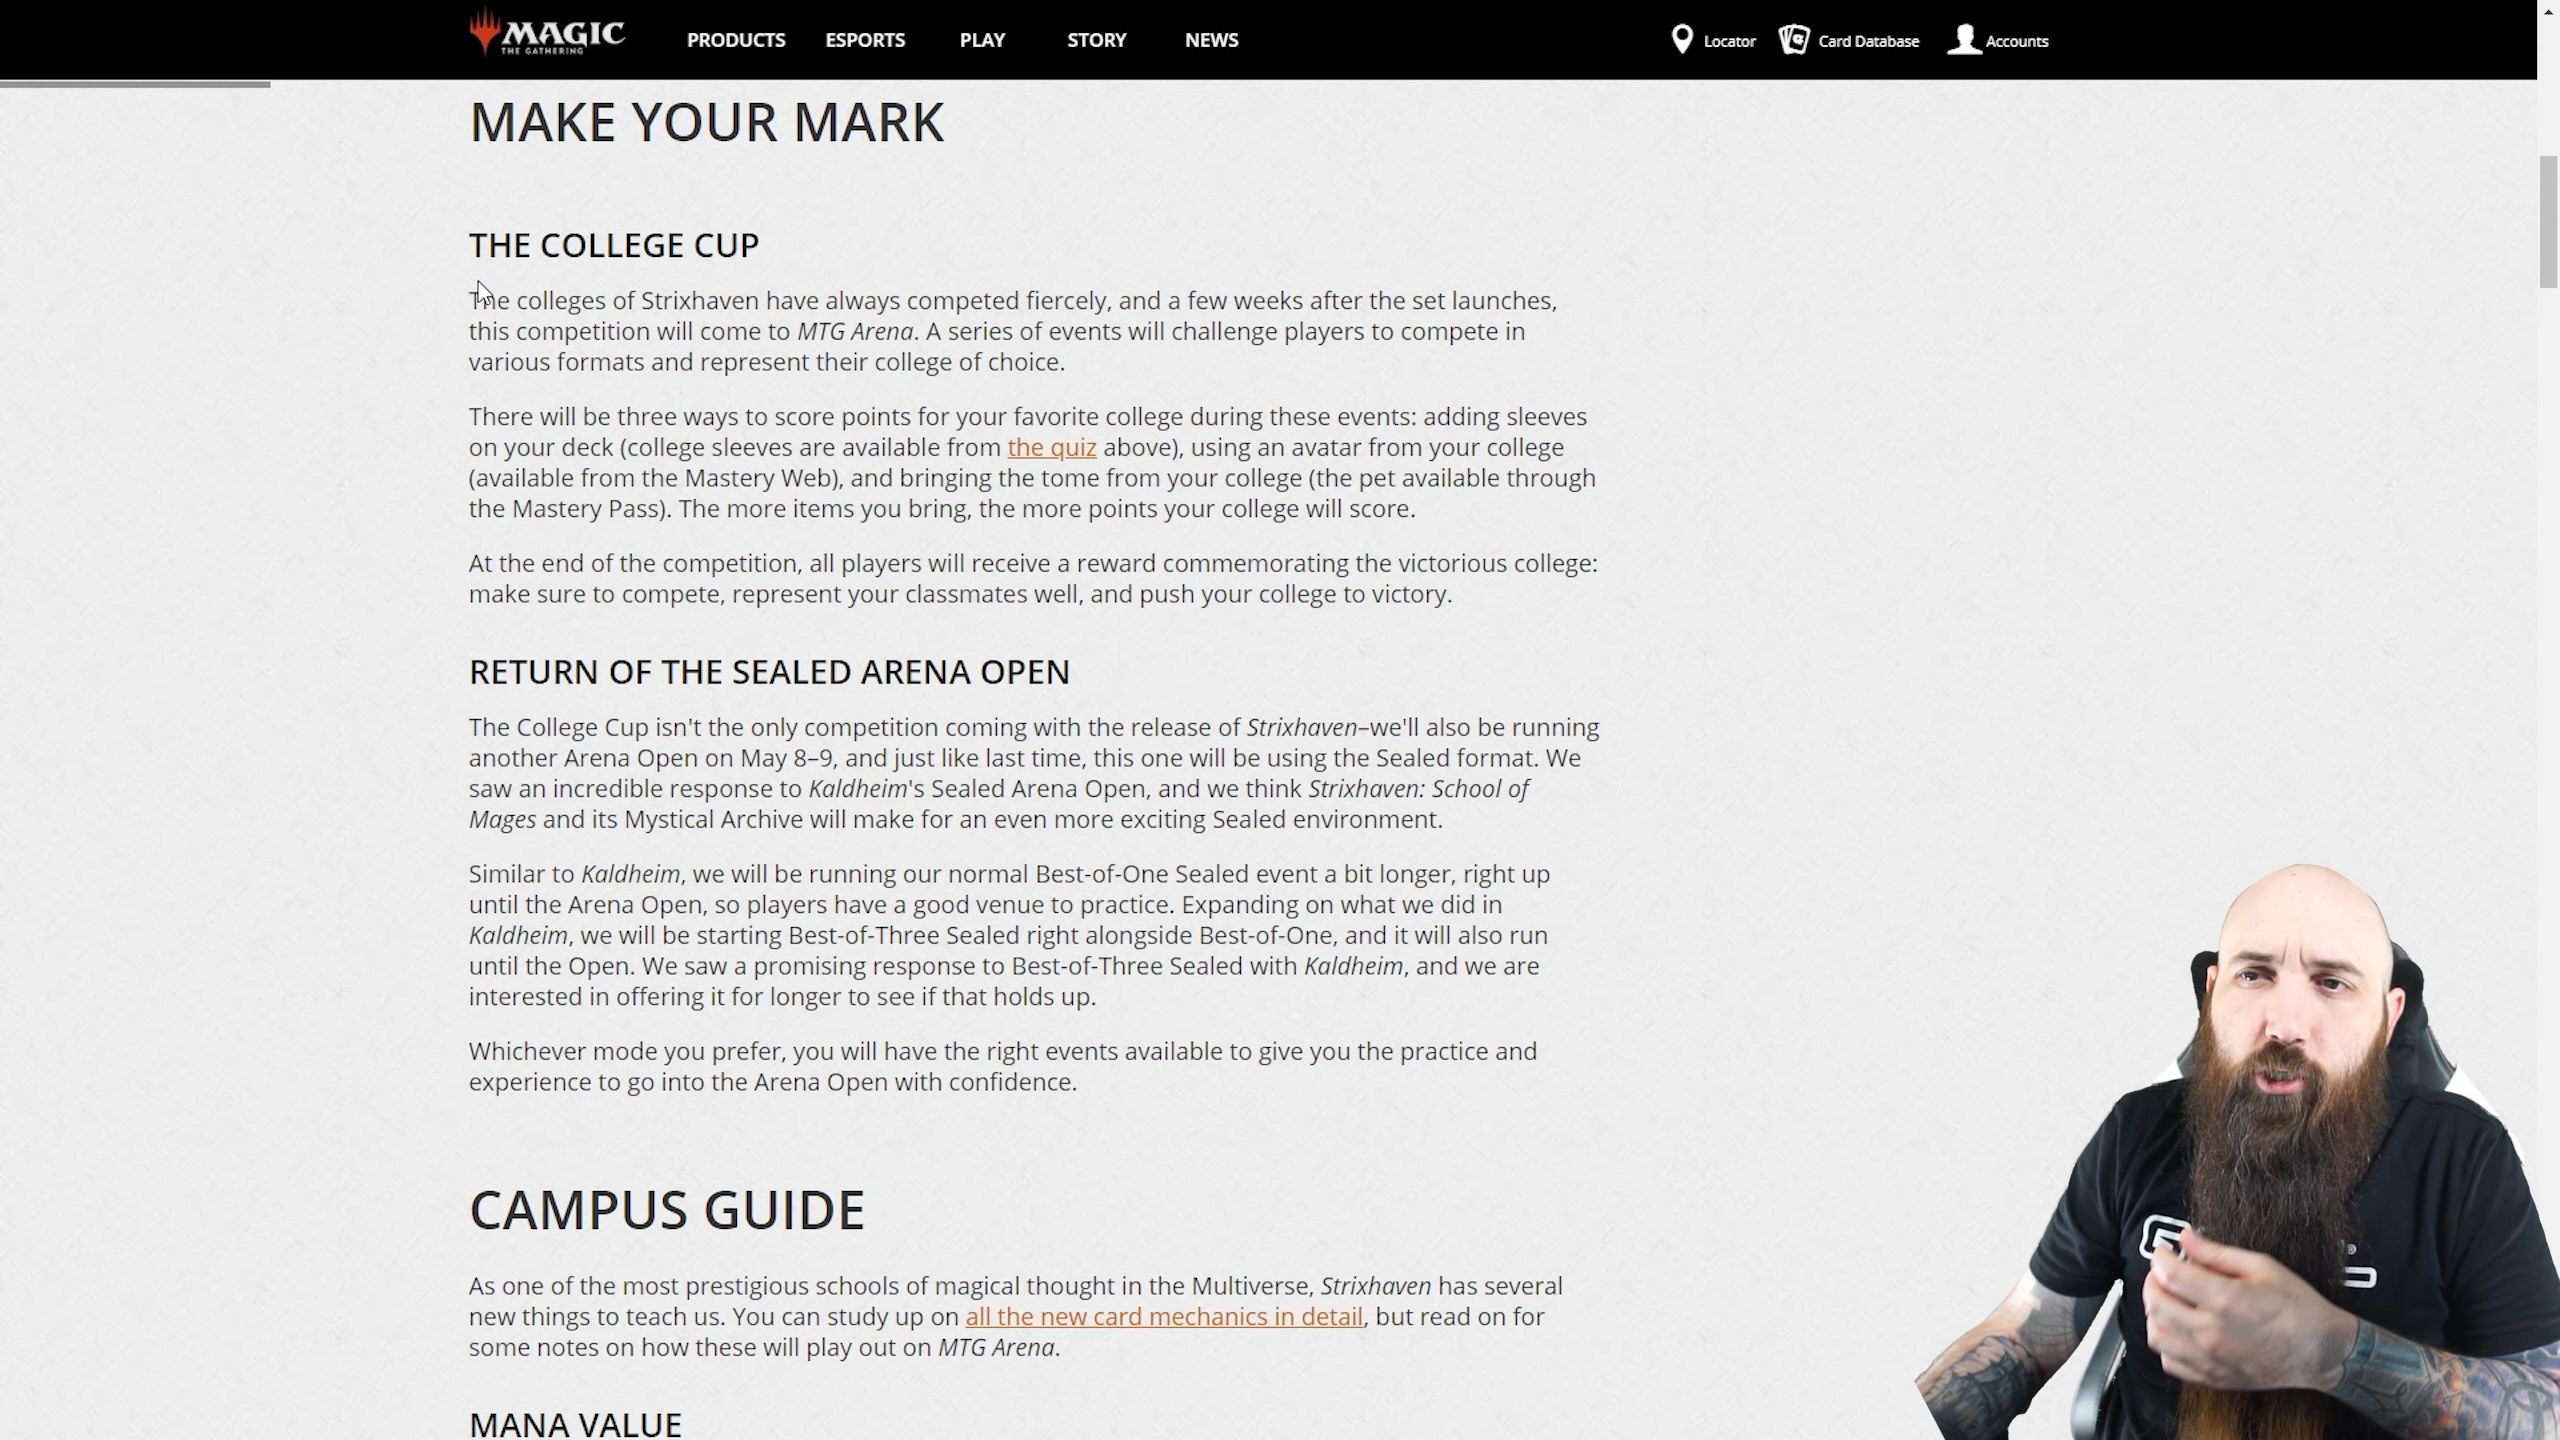 MAGIC
THE GATHERING
PRODUCTS
ESPORTS
PLAY
STORY
NEWS
Locator
Card Database
Accounts
MAKE YOUR MARK
THE COLLEGE CUP
The colleges of Strixhaven have always competed fiercely, and a few weeks after the set launches,
this competition will come to MTG Arena. A series of events will challenge players to compete in
various formats and represent their college of choice.
There will be three ways to score points for your favorite college during these events: adding sleeves
on your deck (college sleeves are available from the quiz above), using an avatar from your college
(available from the Mastery Web), and bringing the tome from your college (the pet available through
the Mastery Pass). The more items you bring, the more points your college will score.
At the end of the competition, all players will receive a reward commemorating the victorious college:
make sure to compete, represent your classmates well, and push your college to victory.
RETURN OF THE SEALED ARENA OPEN
The College Cup isn't the only competition coming with the release of Strixhaven–we'll also be running
another Arena Open on May 8–9, and just like last time, this one will be using the Sealed format. We
saw an incredible response to Kaldheim's Sealed Arena Open, and we think Strixhaven: School of
Mages and its Mystical Archive will make for an even more exciting Sealed environment.
Similar to Kaldheim, we will be running our normal Best-of-One Sealed event a bit longer, right up
until the Arena Open, so players have a good venue to practice. Expanding on what we did in
Kaldheim, we will be starting Best-of-Three Sealed right alongside Best-of-One, and it will also run
until the Open. We saw a promising response to Best-of-Three Sealed with Kaldheim, and we are
interested in offering it for longer to see if that holds up.
Whichever mode you prefer, you will have the right events available to give you the practice and
experience to go into the Arena Open with confidence.
CAMPUS GUIDE
As one of the most prestigious schools of magical thought in the Multiverse, Strixhaven has several
new things to teach us. You can study up on all the new card mechanics in detail, but read on for
some notes on how these will play out on MTG Arena.
MANA VALUE